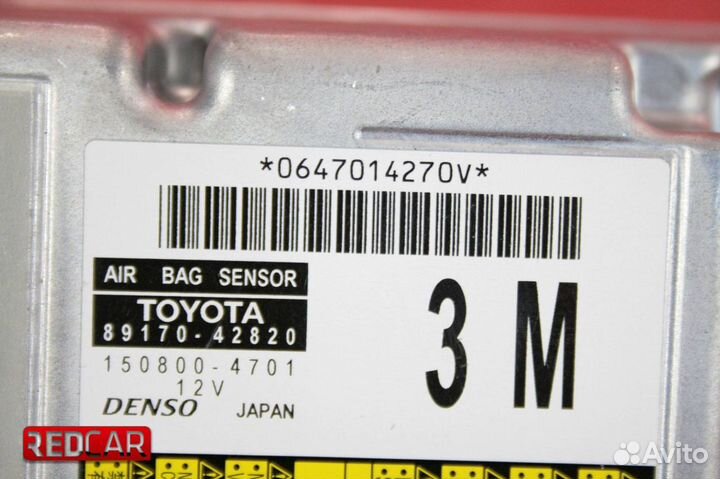 *0647014270V*
AIR BAG SENSOR
TOYOTA
89170-42820
150800-4701
12V
DENSO JAPAN
3 M
REDCAR
Avito